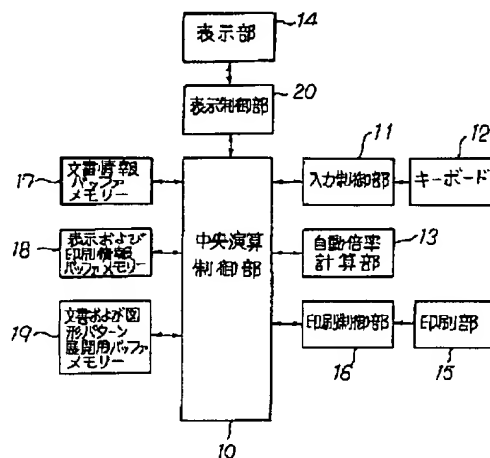 14
表示部
20
表示制御部
11
12
17
文書情報
バッファ
メモリー
入力制御部
キーボード
18
表示および
印刷情報
バッファメモリー
中央演算
制御部
自動倍率
計算部
13
19
文書および図
形パターン
展開用バッファ
メモリー
印刷制御部
印刷部
16
15
10